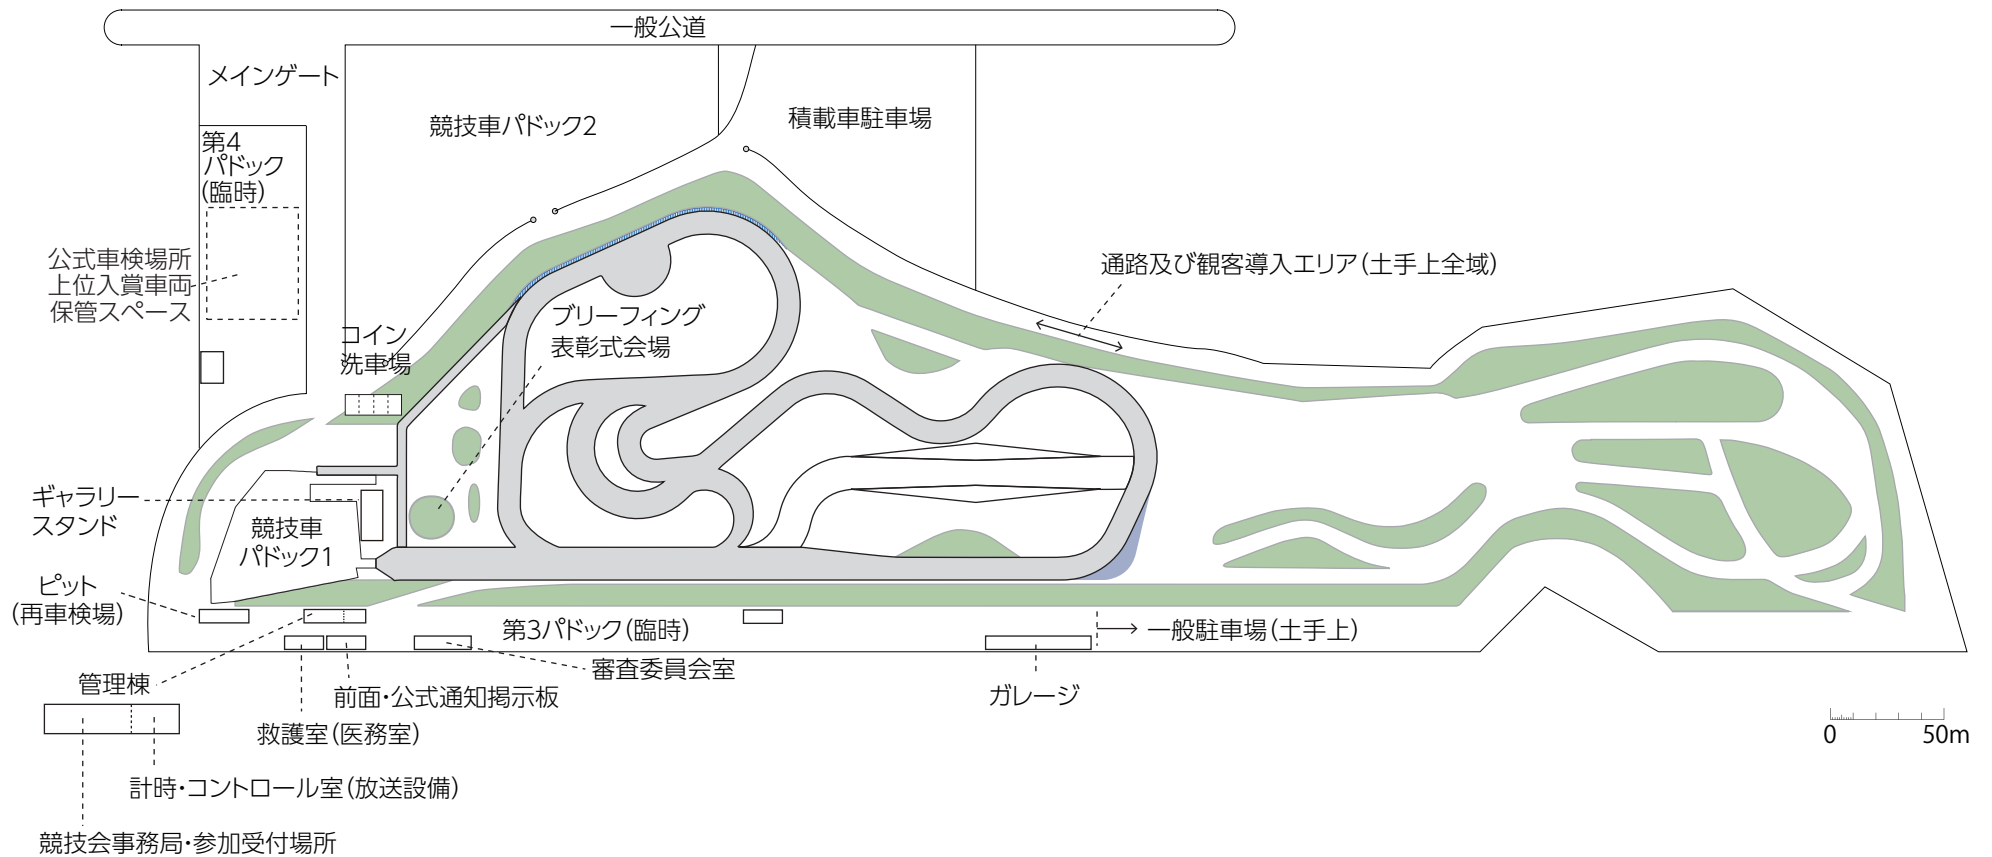 一般公道
メインゲート
競技車パドック2
積載車駐車場
第4
パドック
(臨時)
公式車検場所
上位入賞車両
保管スペース
通路及び観客導入エリア(土手上全域)
コイン
洗車場
ブリーフィング
表彰式会場
ギャラリー
スタンド
競技車
パドック1
ピット
(再車検場)
第3パドック(臨時)
一般駐車場(土手上)
審査委員会室
管理棟
前面・公式通知掲示板
ガレージ
救護室(医務室)
0
50m
計時・コントロール室(放送設備)
競技会事務局・参加受付場所